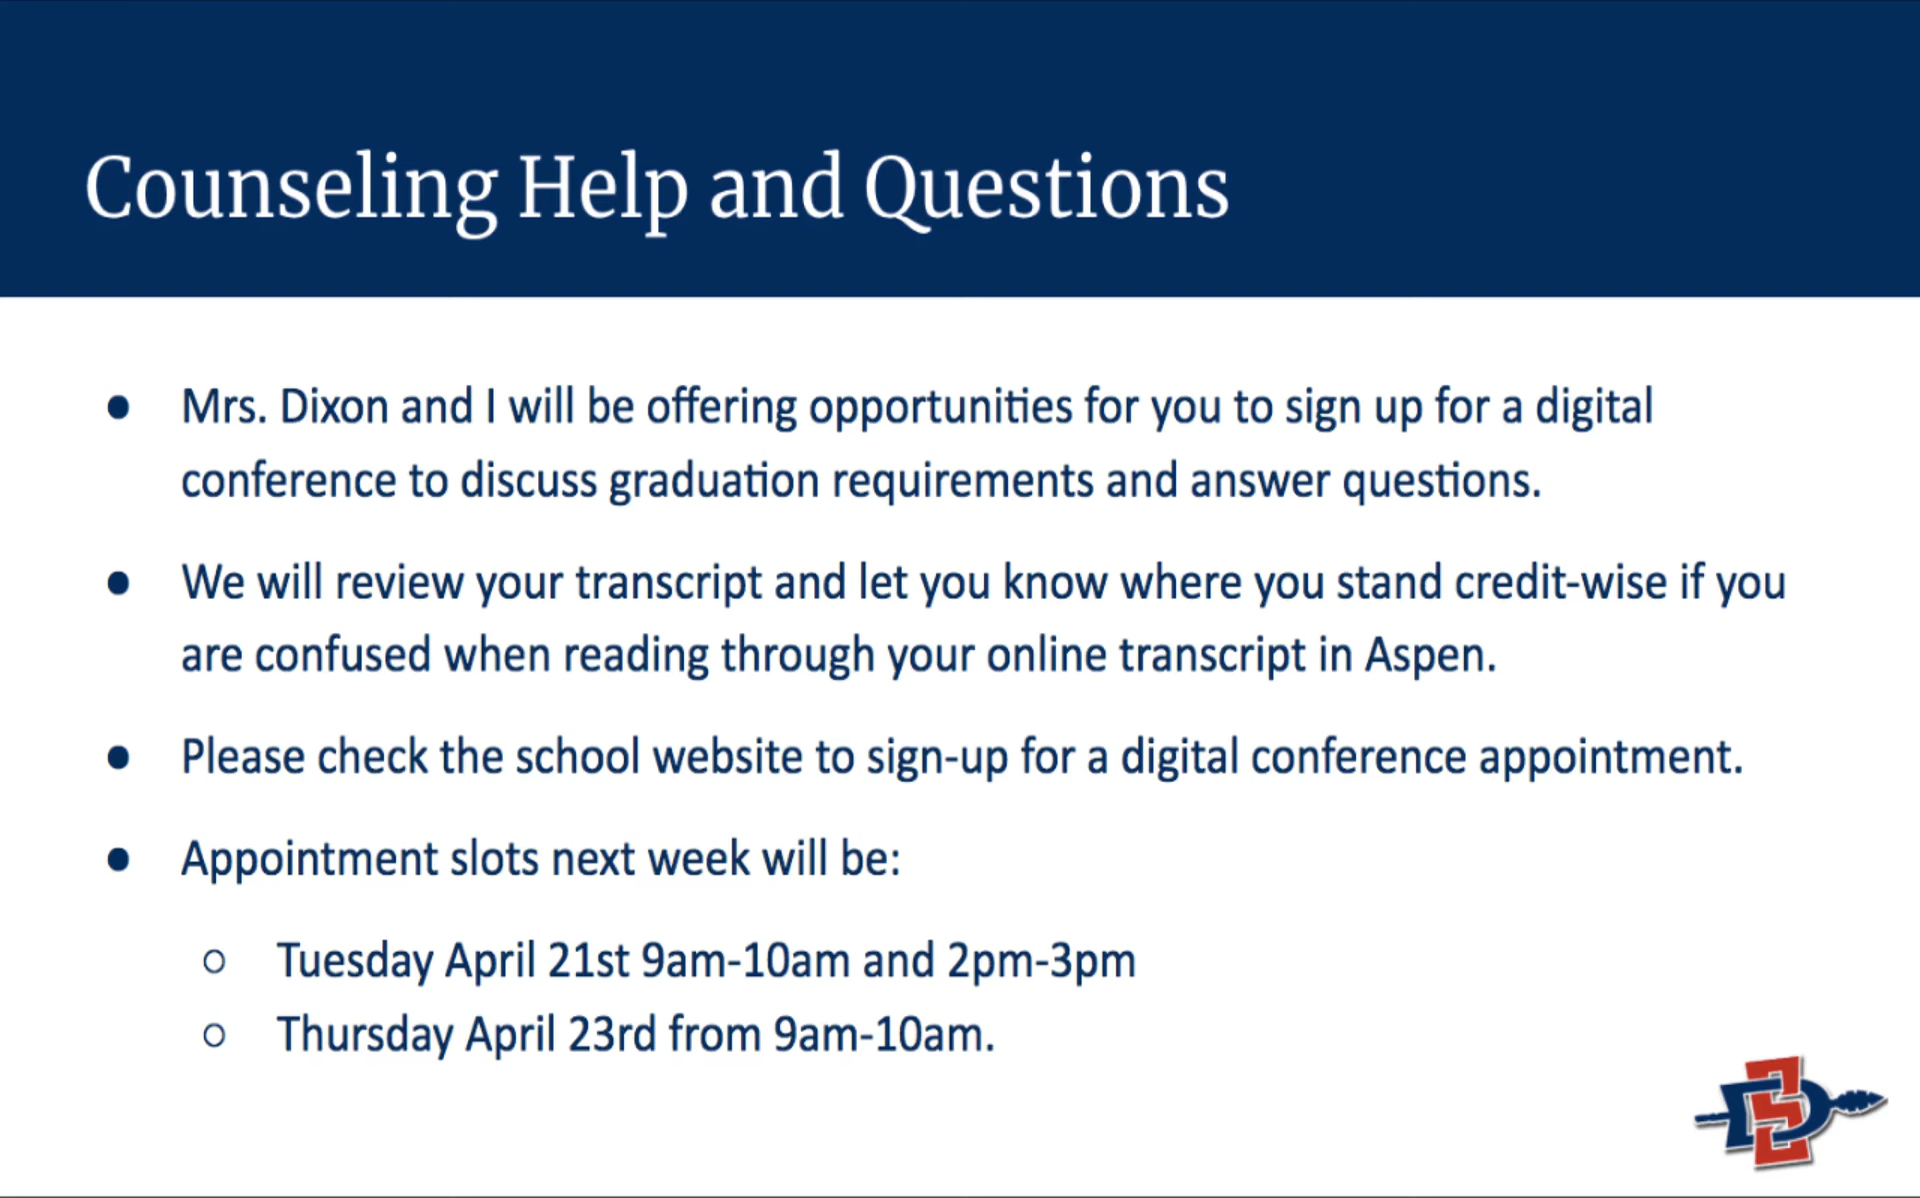 Counseling Help and Questions
● Mrs. Dixon and I will be offering opportunities for you to sign up for a digital
conference to discuss graduation requirements and answer questions.
● We will review your transcript and let you know where you stand credit-wise if you
are confused when reading through your online transcript in Aspen.
● Please check the school website to sign-up for a digital conference appointment.
● Appointment slots next week will be:
○ Tuesday April 21st 9am-10am and 2pm-3pm
○ Thursday April 23rd from 9am-10am.